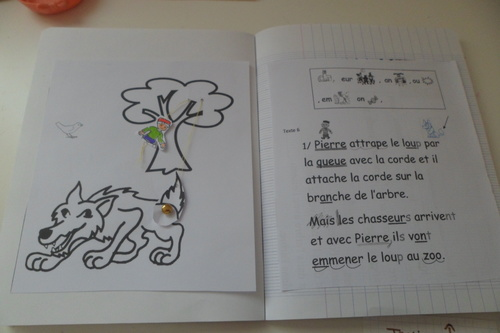 eur on eu
em on
Texte 6
1/ Pierre attrape le loup par
la queue avec la corde et il
attache la corde sur la
branche de l'arbre.
Mais les chasseurs arrivent
et avec Pierre, ils vont
emmener le loup au zoo.